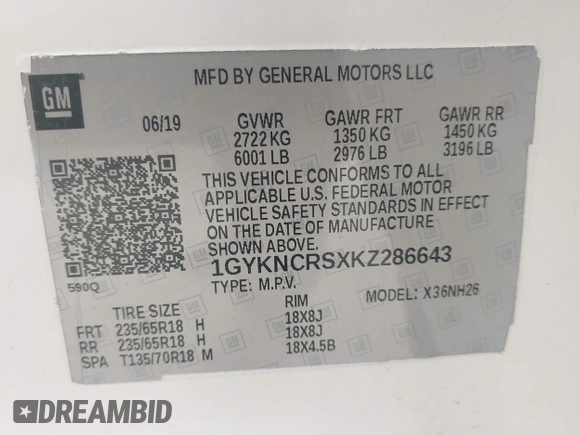 GM
MFD BY GENERAL MOTORS LLC
06/19 GVWR GAWR FRT GAWR RR
2722 KG 1350 KG 1450 KG
6001 LB 2976 LB 3196 LB
THIS VEHICLE CONFORMS TO ALL
APPLICABLE U.S. FEDERAL MOTOR
VEHICLE SAFETY STANDARDS IN EFFECT
ON THE DATE OF MANUFACTURE
SHOWN ABOVE.
1GYKNCRSXKZ286643
590Q
TYPE: M.P.V. MODEL: X36NH26
TIRE SIZE RIM
FRT 235/65R18 H 18X8J
RR 235/65R18 H 18X8J
SPA T135/70R18 M 18X4.5B
DREAMBID